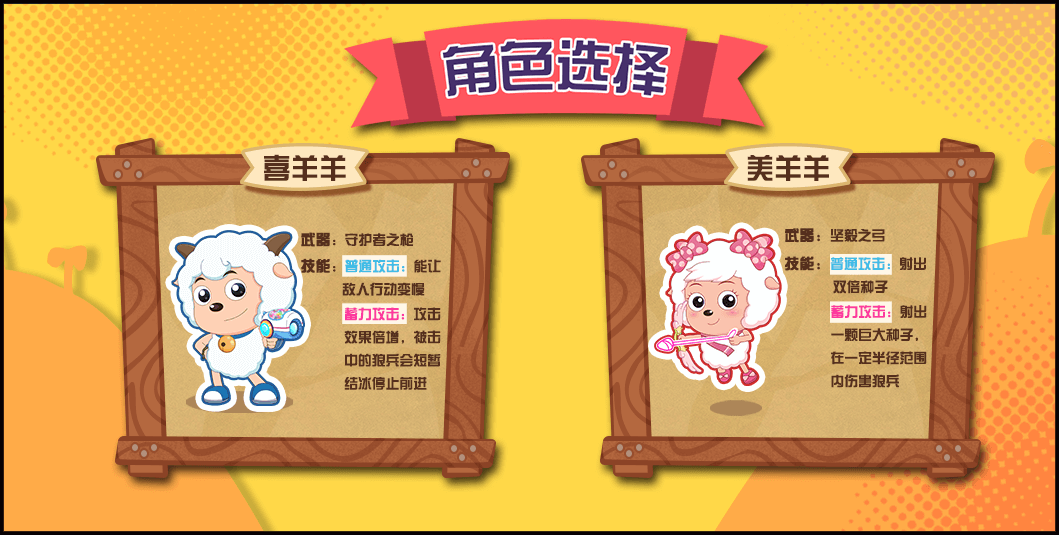 角色选择
喜羊羊
武器：守护者之枪
技能：普通攻击：能让
敌人行动变慢
蓄力攻击：攻击
效果倍增，被击
中的狼兵会短暂
结冰停止前进
美羊羊
武器：坚毅之弓
技能：普通攻击：射出
双倍种子
蓄力攻击：射出
一颗巨大种子，
在一定半径范围
内伤害狼兵